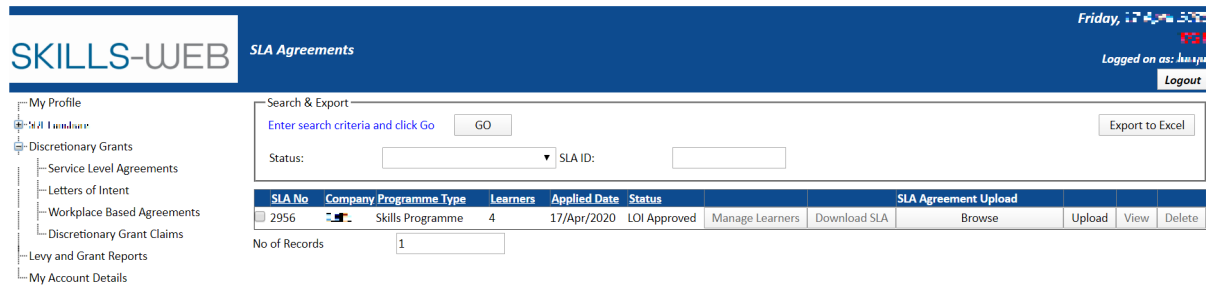 Friday,
SKILLS-WEB
SLA Agreements
Logged on as:
Logout
My Profile
Discretionary Grants
Service Level Agreements
Letters of Intent
Workplace Based Agreements
Discretionary Grant Claims
Levy and Grant Reports
My Account Details
Search & Export
Enter search criteria and click Go GO Export to Excel
Status: SLA ID:
SLA No Company Programme Type Learners Applied Date Status SLA Agreement Upload
2956 Skills Programme 4 17/Apr/2020 LOI Approved Manage Learners Download SLA Browse Upload View Delete
No of Records 1